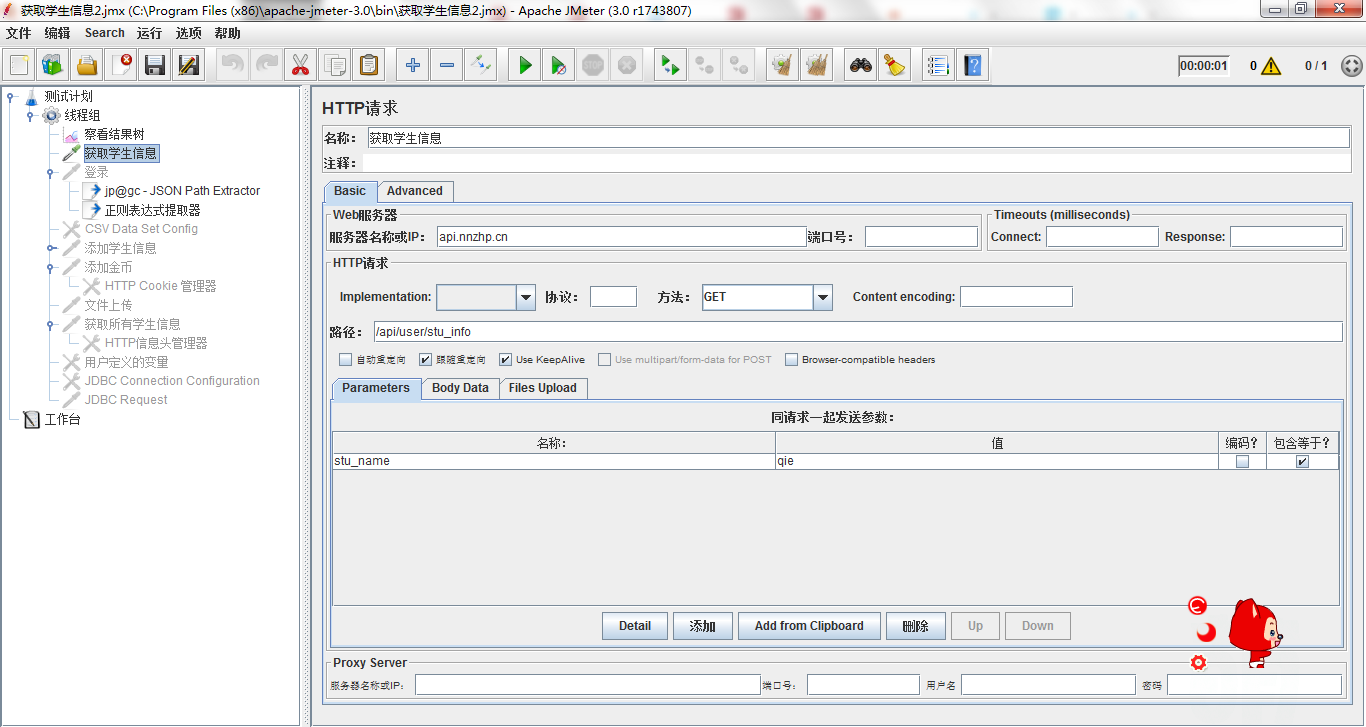 获取学生信息2.jmx (C:\Program Files (x86)\apache-jmeter-3.0\bin\获取学生信息2.jmx) - Apache JMeter (3.0 r1743807)
文件 编辑 Search 运行 选项 帮助
STOP 00:00:01 0 0 / 1
测试计划
线程组
察看结果树
获取学生信息
登录
jp@gc - JSON Path Extractor
正则表达式提取器
CSV Data Set Config
添加学生信息
添加金币
HTTP Cookie 管理器
文件上传
获取所有学生信息
HTTP信息头管理器
用户定义的变量
JDBC Connection Configuration
JDBC Request
工作台
HTTP请求
名称: 获取学生信息
注释:
Basic Advanced
Web服务器 Timeouts (milliseconds)
服务器名称或IP: api.nnzhp.cn 端口号: Connect: Response:
HTTP请求
Implementation: 协议: 方法: GET Content encoding:
路径: /api/user/stu_info
自动重定向 跟随重定向 Use KeepAlive Use multipart/form-data for POST Browser-compatible headers
Parameters Body Data Files Upload
同请求一起发送参数:
名称: 值 编码? 包含等于?
stu_name qie
Detail 添加 Add from Clipboard 删除 Up Down
Proxy Server
服务器名称或IP: 端口号: 用户名 密码